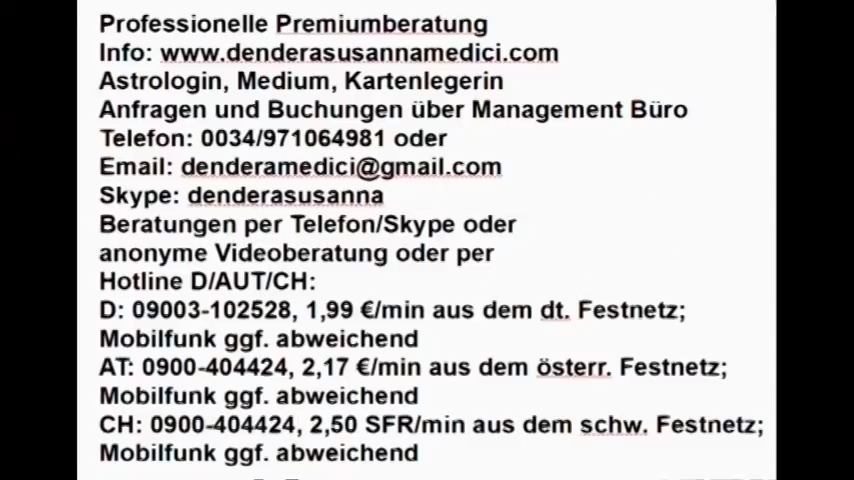 Professionelle Premiumberatung
Info: www.denderasusannamedici.com
Astrologin, Medium, Kartenlegerin
Anfragen und Buchungen über Management Büro
Telefon: 0034/971064981 oder
Email: denderamedici@gmail.com
Skype: denderasusanna
Beratungen per Telefon/Skype oder
anonyme Videoberatung oder per
Hotline D/AUT/CH:
D: 09003-102528, 1,99 €/min aus dem dt. Festnetz;
Mobilfunk ggf. abweichend
AT: 0900-404424, 2,17 €/min aus dem österr. Festnetz;
Mobilfunk ggf. abweichend
CH: 0900-404424, 2,50 SFR/min aus dem schw. Festnetz;
Mobilfunk ggf. abweichend